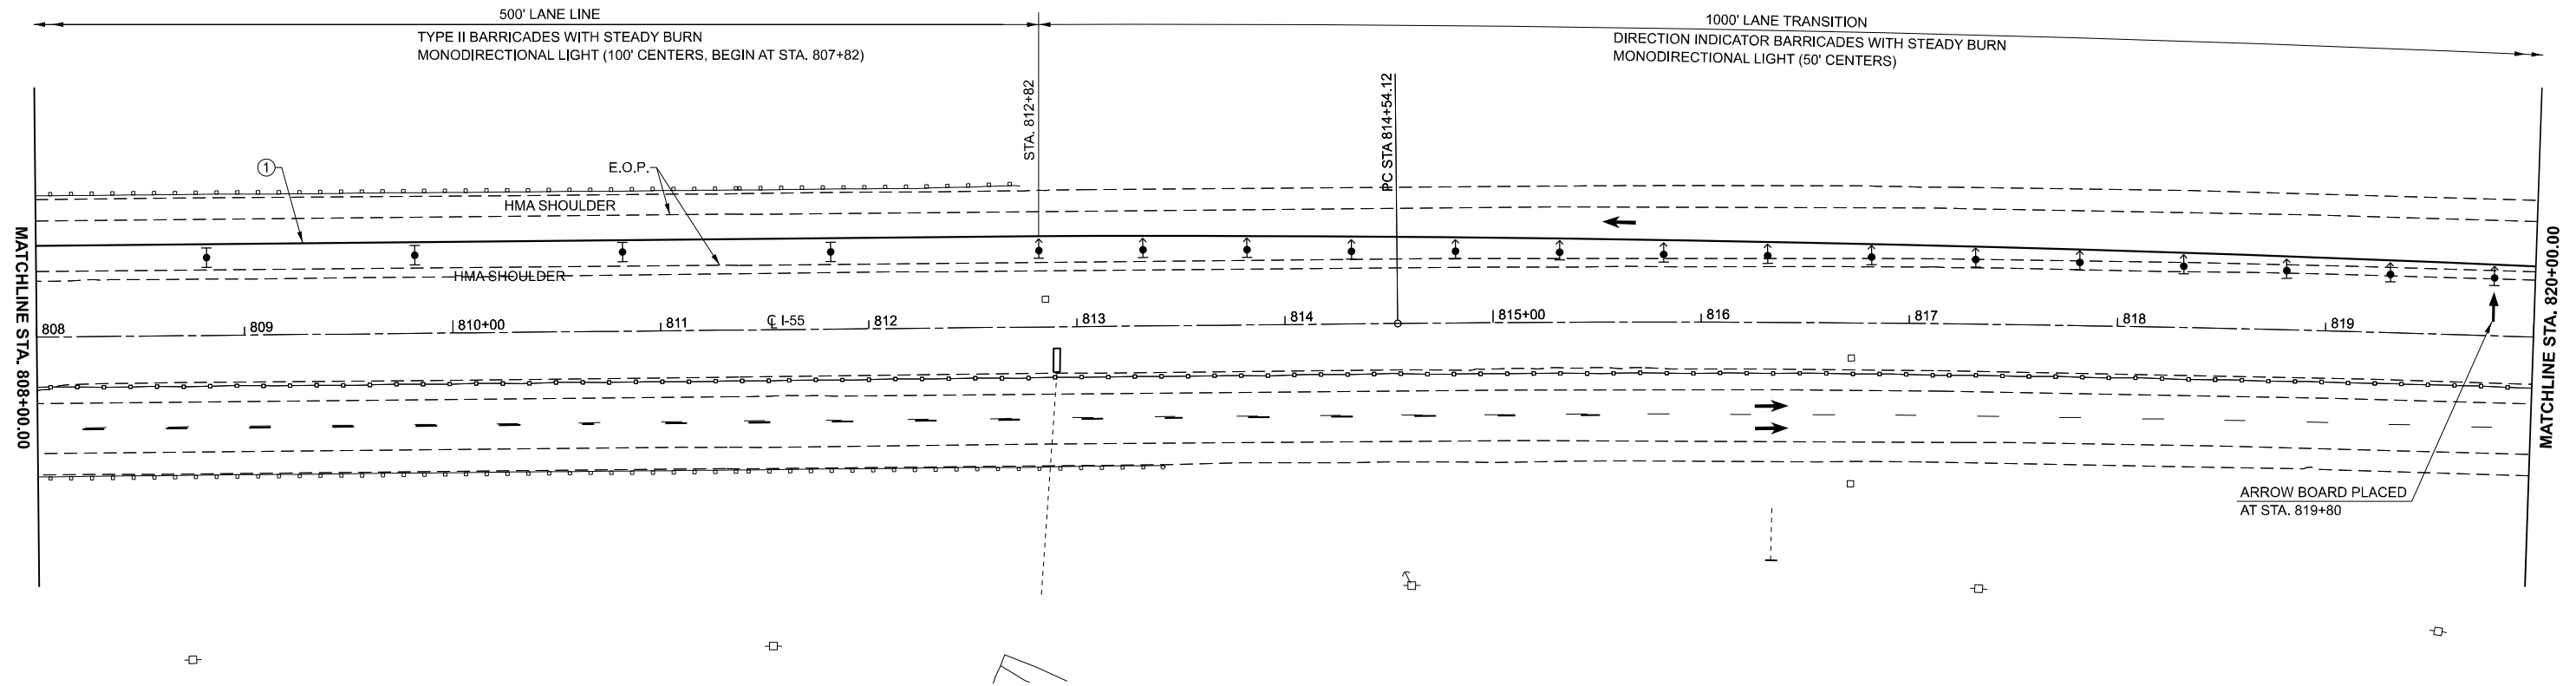 500' LANE LINE
TYPE II BARRICADES WITH STEADY BURN
MONODIRECTIONAL LIGHT (100' CENTERS, BEGIN AT STA. 807+82)
1000' LANE TRANSITION
DIRECTION INDICATOR BARRICADES WITH STEADY BURN
MONODIRECTIONAL LIGHT (50' CENTERS)
STA. 812+82
PC STA 814+54.12
1
E.O.P.
HMA SHOULDER
HMA SHOULDER
MATCHLINE STA. 808+00.00
MATCHLINE STA. 820+00.00
808
809
810+00
811
℄ I-55
812
813
814
815+00
816
817
818
819
ARROW BOARD PLACED
AT STA. 819+80